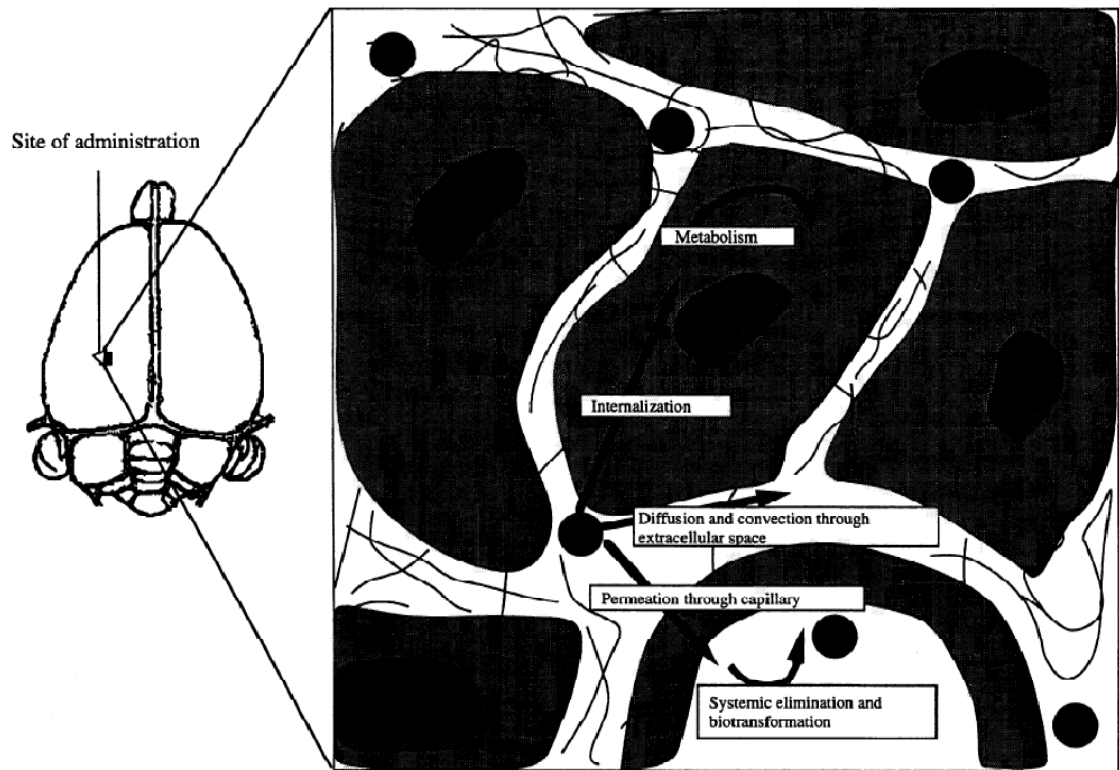 Site of administration
Metabolism
Internalization
Diffusion and convection through
extracellular space
Permeation through capillary
Systemic elimination and
biotransformation